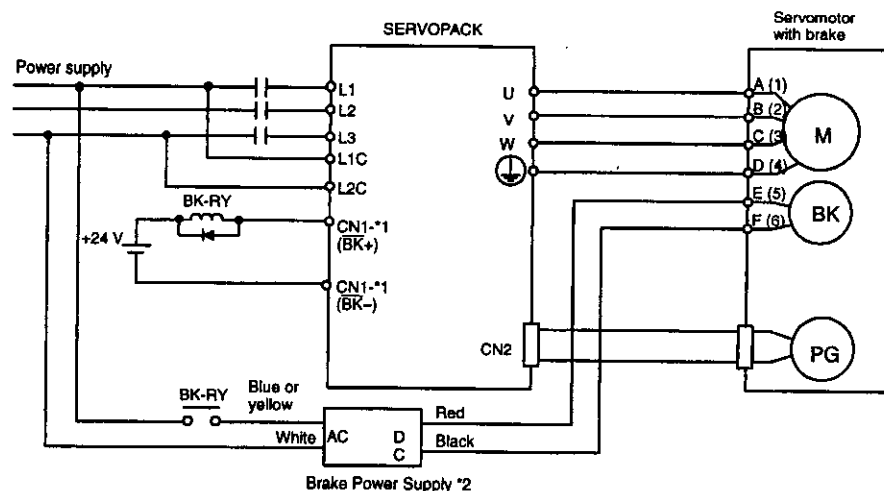 SERVOPACK
Servomotor
with brake
Power supply
L1
L2
L3
L1C
L2C
BK-RY
+24 V
CN1-*1
(BK+)
CN1-*1
(BK−)
U
V
W
A (1)
B (2)
C (3
D (4)
E (5)
F (6)
M
BK
CN2
PG
BK-RY
Blue or
yellow
White
AC
D
C
Red
Black
Brake Power Supply *2